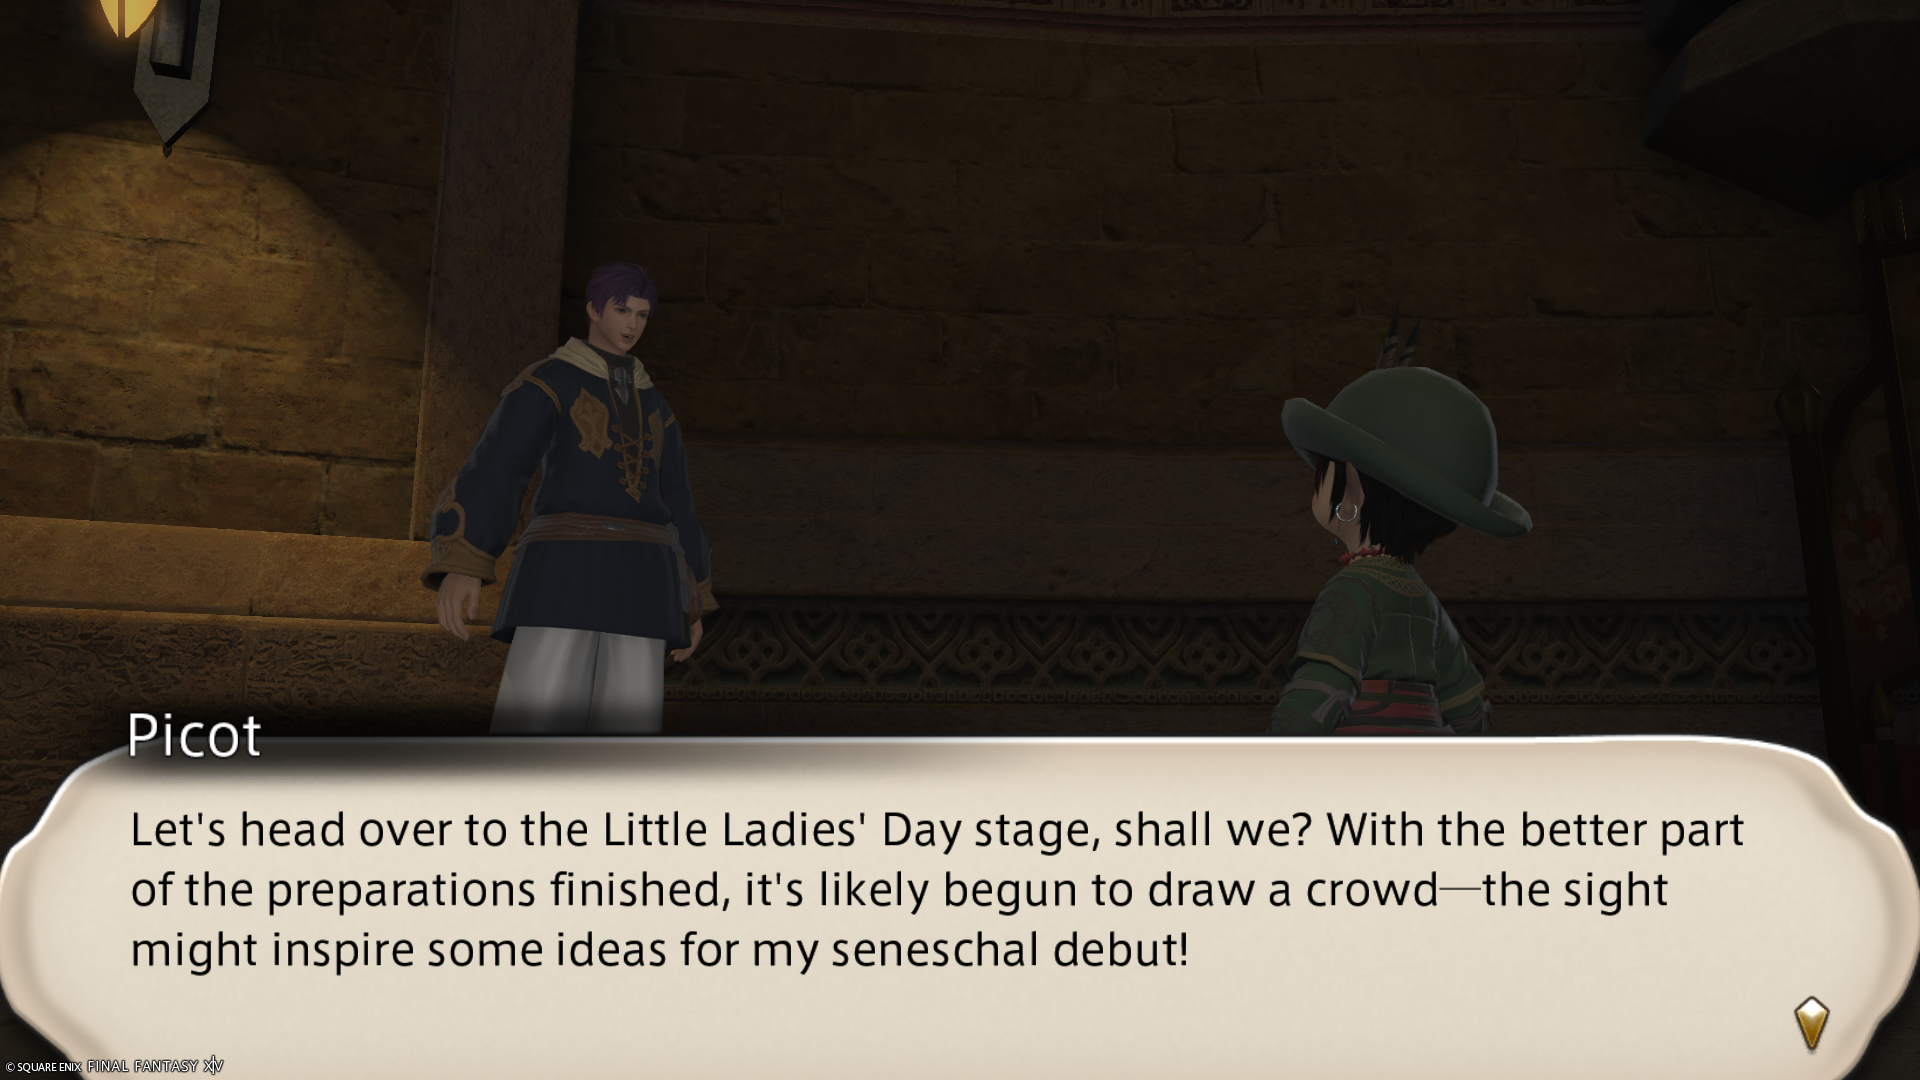 Picot
Let's head over to the Little Ladies' Day stage, shall we? With the better part
of the preparations finished, it's likely begun to draw a crowd—the sight
might inspire some ideas for my seneschal debut!
© SQUARE ENIX FINAL FANTASY XIV